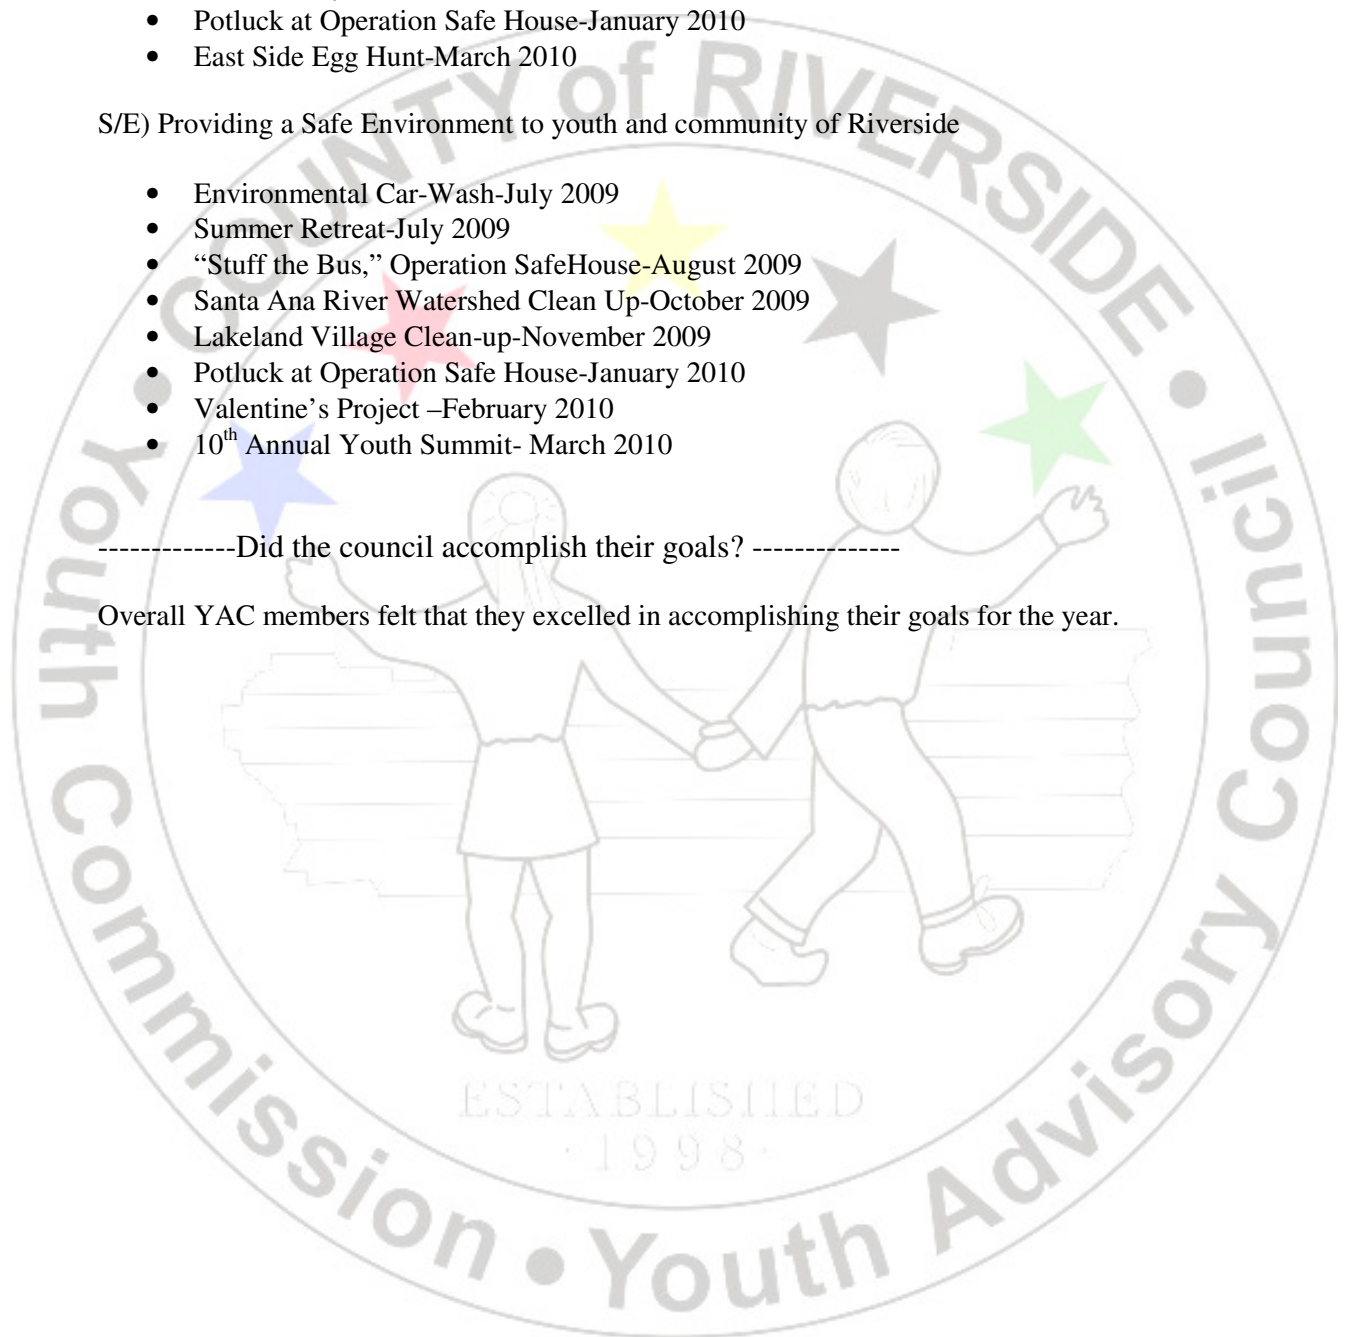 • Potluck at Operation Safe House-January 2010
• East Side Egg Hunt-March 2010
S/E) Providing a Safe Environment to youth and community of Riverside
• Environmental Car-Wash-July 2009
• Summer Retreat-July 2009
• “Stuff the Bus,” Operation SafeHouse-August 2009
• Santa Ana River Watershed Clean Up-October 2009
• Lakeland Village Clean-up-November 2009
• Potluck at Operation Safe House-January 2010
• Valentine’s Project –February 2010
• 10th Annual Youth Summit- March 2010
-------------Did the council accomplish their goals? --------------
Overall YAC members felt that they excelled in accomplishing their goals for the year.
• COUNTY of RIVERSIDE •
Youth Commission • Youth Advisory Council
ESTABLISHED
·1998·